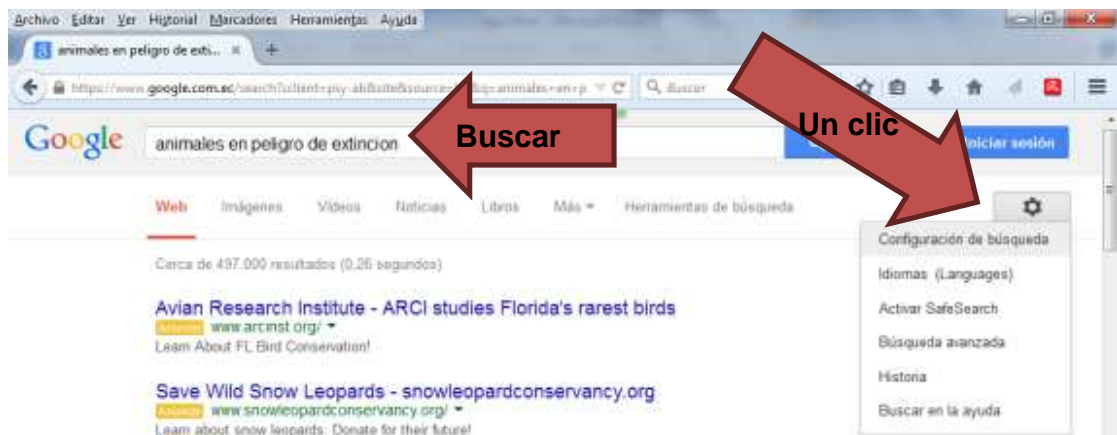 Archivo Editar Ver Historial Marcadores Herramientas Ayuda
animales en peligro de exti...
https://www.google.com.ec/search?client=psy-ab&site&source= &q=animales+en+p
Buscar
Google
animales en peligro de extincion
Buscar
Un clic
Iniciar sesión
Web Imágenes Videos Noticias Libros Más Herramientas de búsqueda
Cerca de 497.000 resultados (0,26 segundos)
Configuración de búsqueda
Idiomas (Languages)
Activar SafeSearch
Búsqueda avanzada
Historia
Buscar en la ayuda
Avian Research Institute - ARCI studies Florida's rarest birds
Anuncio www.arcinst.org/
Learn About FL Bird Conservation!
Save Wild Snow Leopards - snowleopardconservancy.org
Anuncio www.snowleopardconservancy.org/
Learn about snow leopards. Donate for their future!